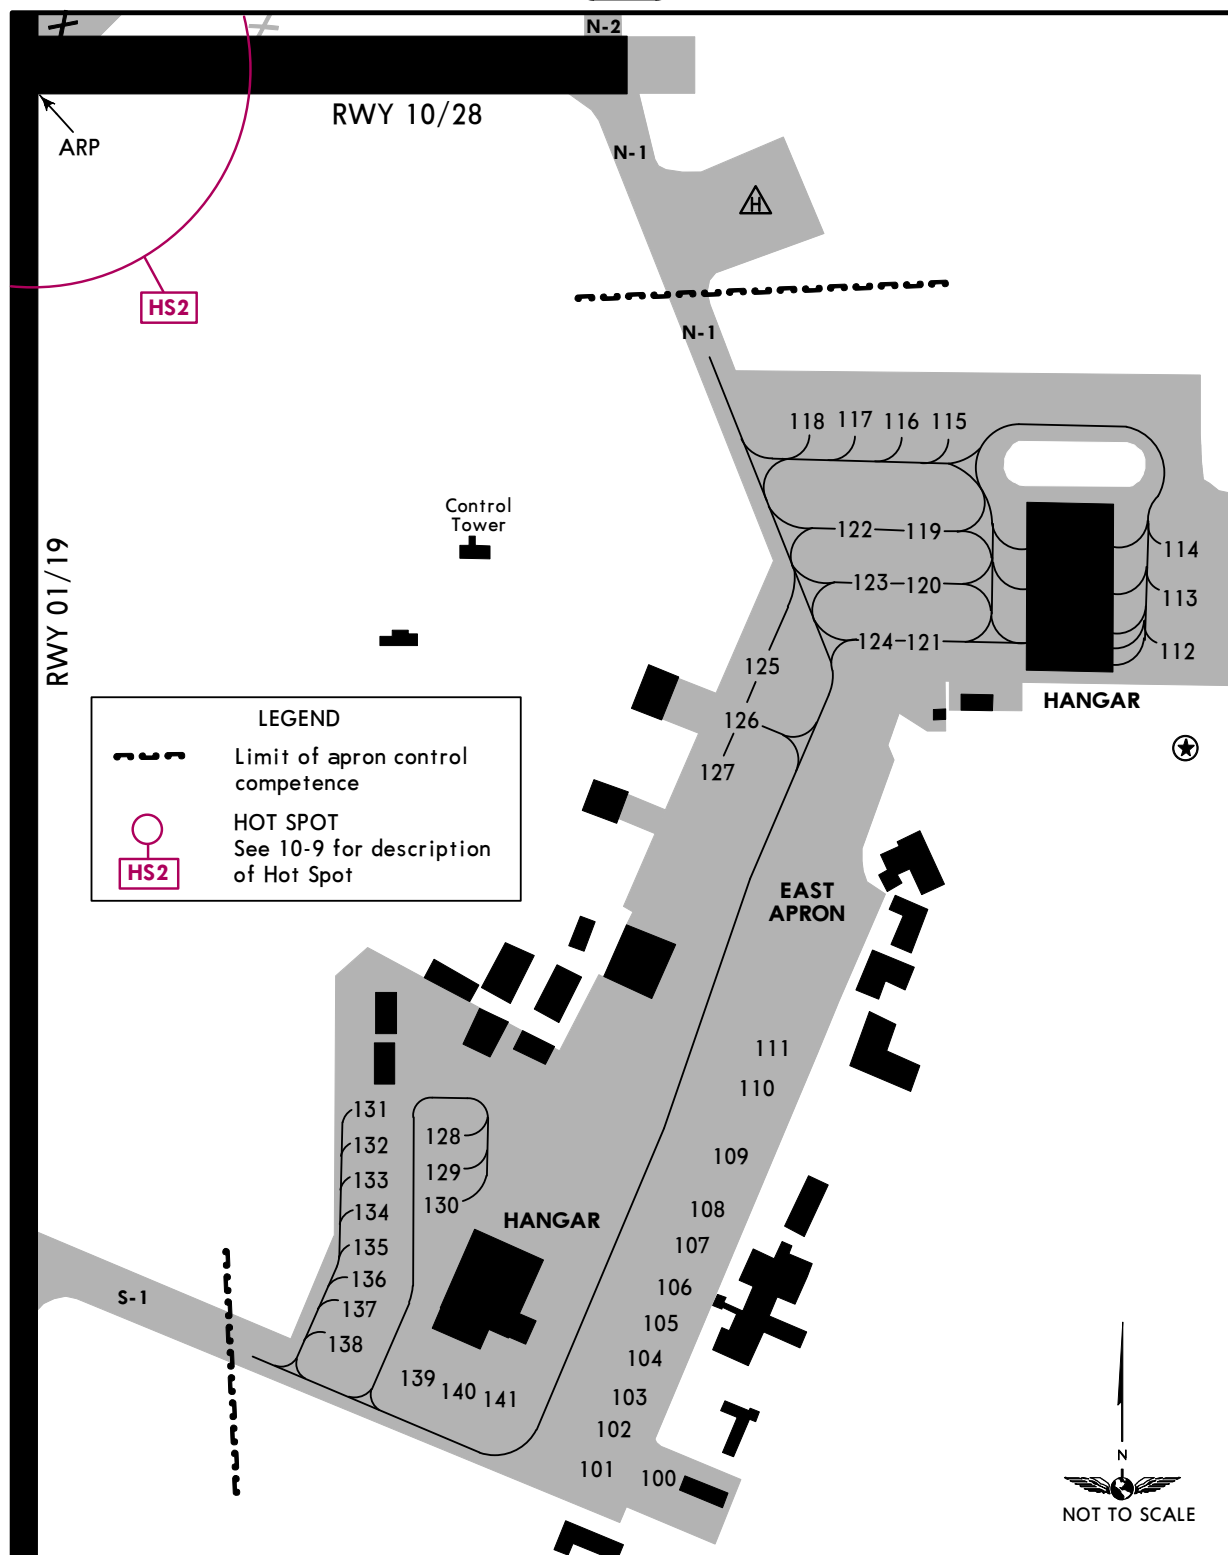 N-2
RWY 10/28
ARP
N-1
H
HS2
N-1
118 117 116 115
Control
Tower
122 119
114
123 120
113
124 121
112
RWY 01/19
125
HANGAR
126
127
LEGEND
Limit of apron control
competence
HOT SPOT
See 10-9 for description
of Hot Spot
HS2
EAST
APRON
111
110
131
128
132
109
129
133
130
108
134
HANGAR
107
135
136
106
S-1
137
105
138
104
139
140
141
103
102
101
100
N
NOT TO SCALE